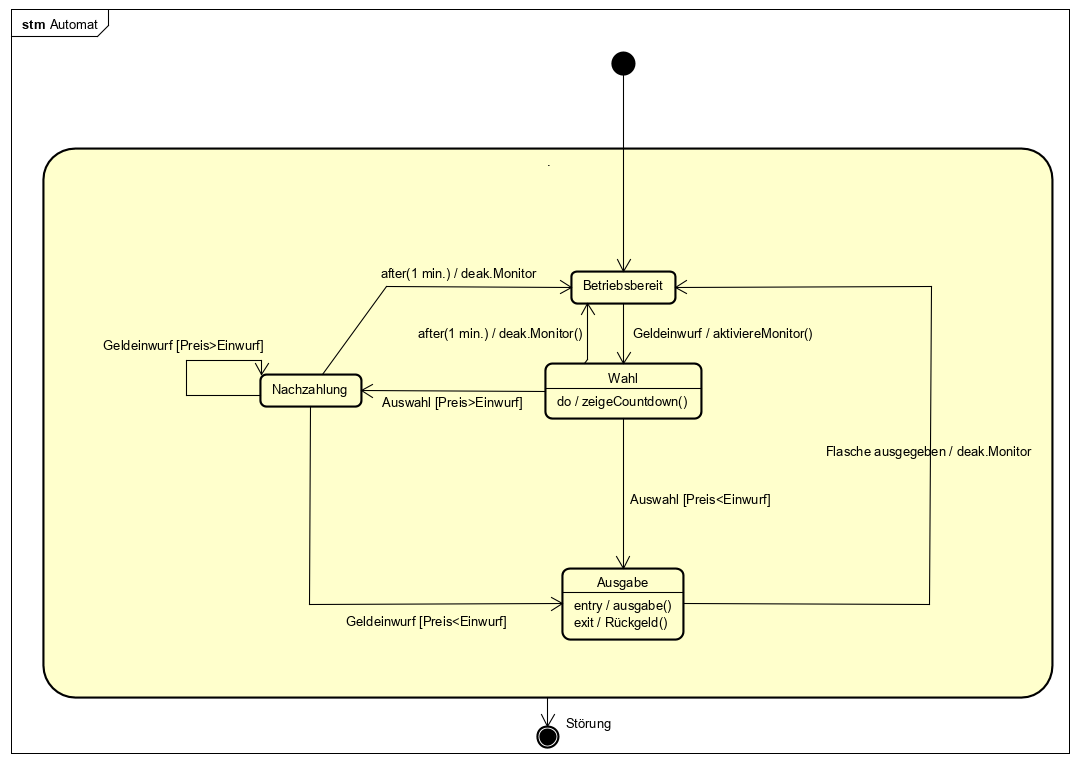 stm Automat
.
after(1 min.) / deak.Monitor
Betriebsbereit
after(1 min.) / deak.Monitor()
Geldeinwurf / aktiviereMonitor()
Geldeinwurf [Preis>Einwurf]
Nachzahlung
Wahl
do / zeigeCountdown()
Auswahl [Preis>Einwurf]
Flasche ausgegeben / deak.Monitor
Auswahl [Preis<Einwurf]
Ausgabe
entry / ausgabe()
exit / Rückgeld()
Geldeinwurf [Preis<Einwurf]
Störung